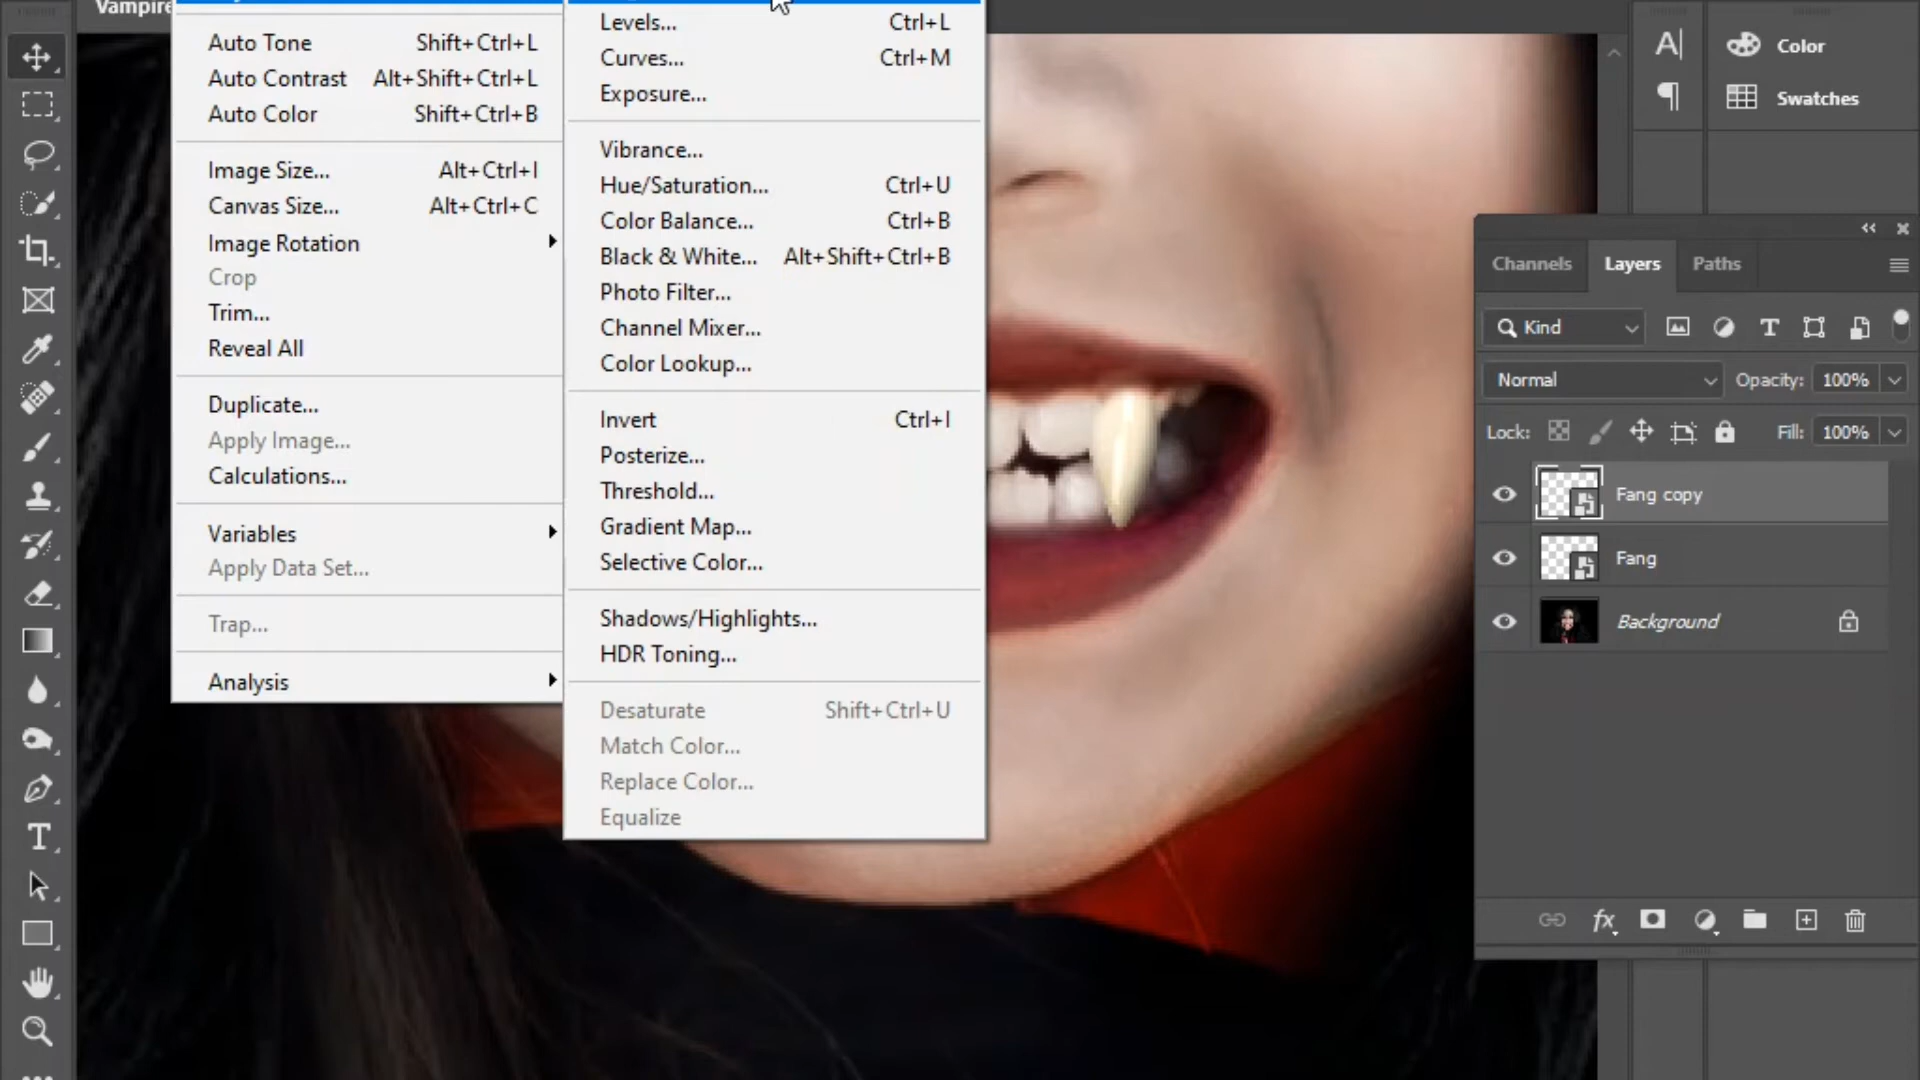 Vampire
Auto Tone Shift+Ctrl+L
Auto Contrast Alt+Shift+Ctrl+L
Auto Color Shift+Ctrl+B
Image Size... Alt+Ctrl+I
Canvas Size... Alt+Ctrl+C
Image Rotation
Crop
Trim...
Reveal All
Duplicate...
Apply Image...
Calculations...
Variables
Apply Data Set...
Trap...
Analysis
Levels... Ctrl+L
Curves... Ctrl+M
Exposure...
Vibrance...
Hue/Saturation... Ctrl+U
Color Balance... Ctrl+B
Black & White... Alt+Shift+Ctrl+B
Photo Filter...
Channel Mixer...
Color Lookup...
Invert Ctrl+I
Posterize...
Threshold...
Gradient Map...
Selective Color...
Shadows/Highlights...
HDR Toning...
Desaturate Shift+Ctrl+U
Match Color...
Replace Color...
Equalize
Color
Swatches
Channels Layers Paths
Kind
Normal Opacity: 100%
Lock: Fill: 100%
Fang copy
Fang
Background